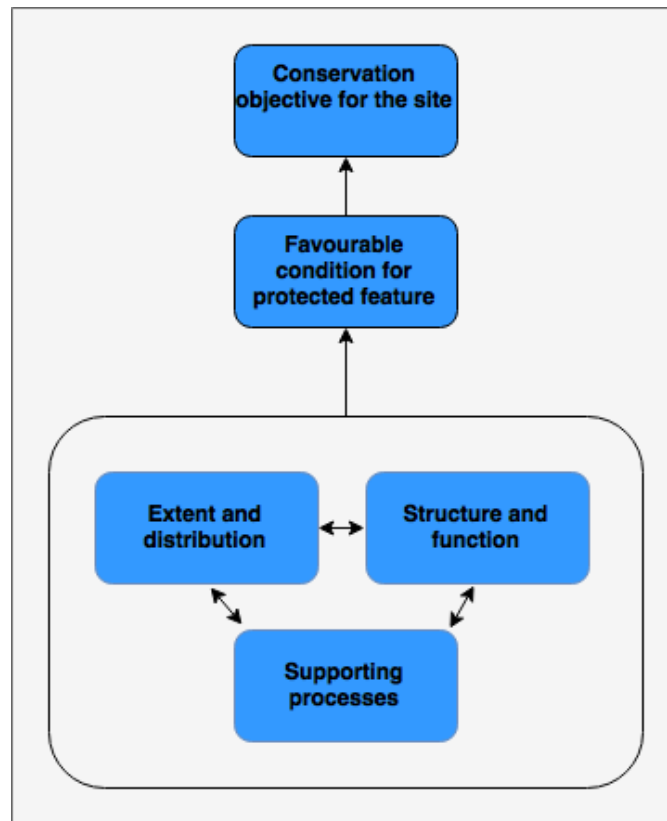 Conservation
objective for the site
Favourable
condition for
protected feature
Extent and
distribution
Structure and
function
Supporting
processes